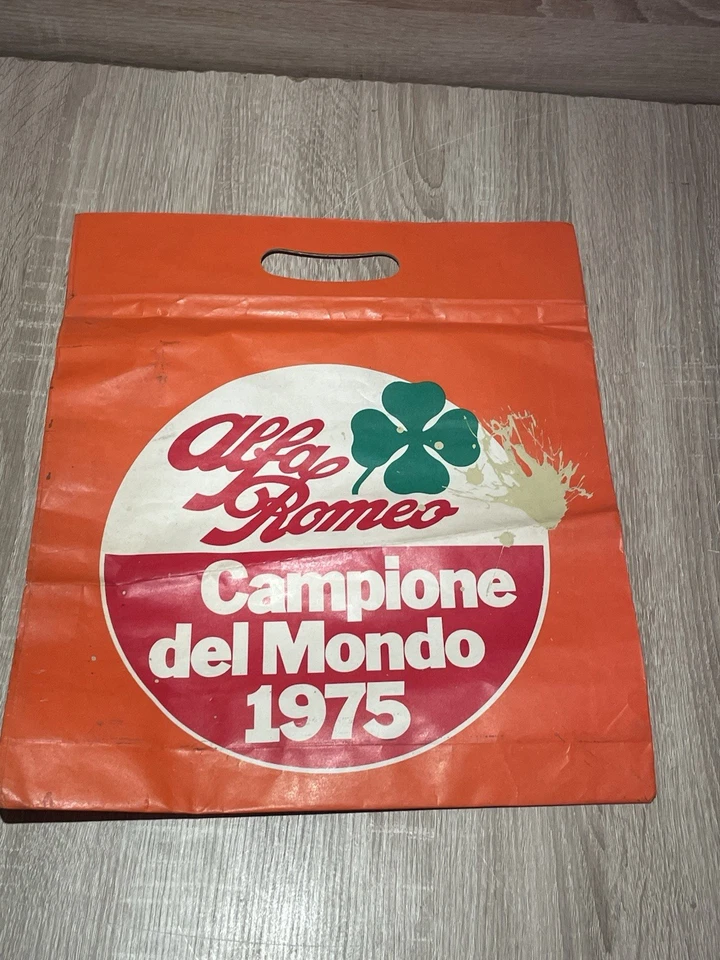 Alfa
Romeo
Campione
del Mondo
1975